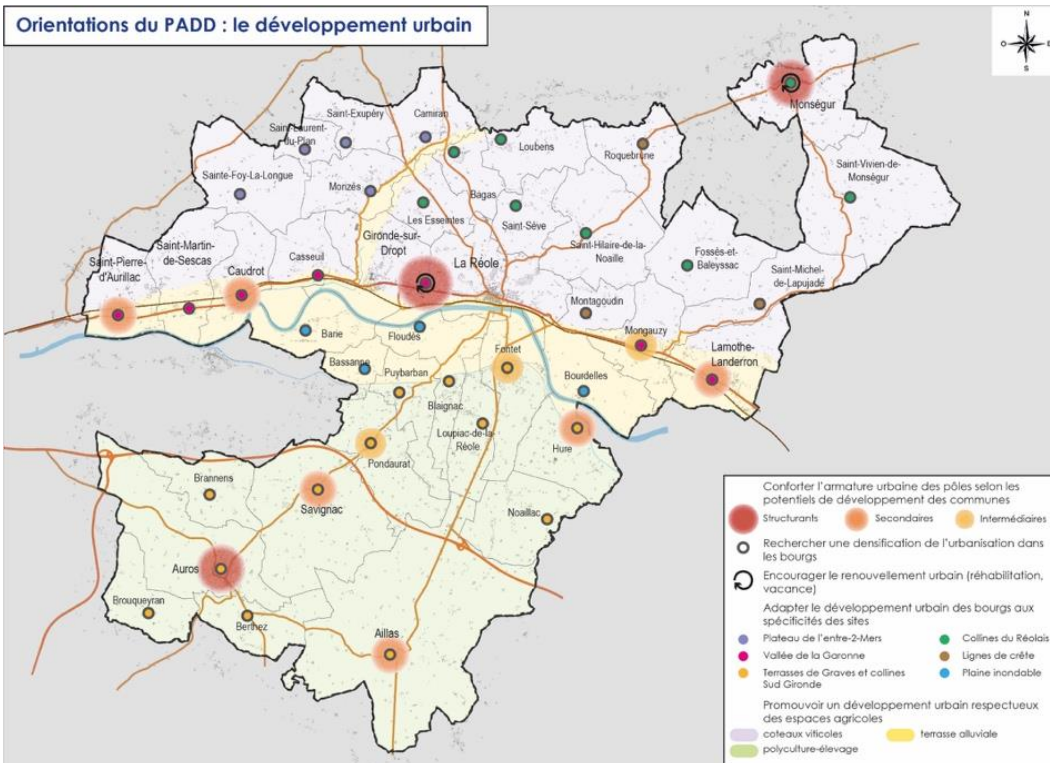 Orientations du PADD : le développement urbain
N
O
E
S
Monségur
Saint-Exupéry
Camiran
Saint-Laurent-
du-Plan
Loubens
Roquebrune
Saint-Vivien-de-
Monségur
Sainte-Foy-La-Longue
Morizés
Bagas
Les Esseintes
Saint-Sève
Gironde-sur-
Dropt
Saint-Hilaire-de-la-
Noaille
Fossés-et-
Baleyssac
Saint-Martin-
de-Sescas
Saint-Pierre-
d'Aurillac
Caudrot
Casseuil
La Réole
Saint-Michel-
de-Lapujade
Montagoudin
Mongauzy
Barie
Floudès
Lamothe-
Landerron
Bassanne
Puybarban
Fontet
Bourdelles
Blaignac
Loupiac-de-la-
Réole
Hure
Pondaurat
Brannens
Savignac
Noaillac
Auros
Brouqueyran
Berthez
Aillas
Conforter l'armature urbaine des pôles selon les
potentiels de développement des communes
Structurants
Secondaires
Intermédiaires
Rechercher une densification de l'urbanisation dans
les bourgs
Encourager le renouvellement urbain (réhabilitation,
vacance)
Adapter le développement urbain des bourgs aux
spécificités des sites
Plateau de l'entre-2-Mers
Collines du Réolais
Vallée de la Garonne
Lignes de crête
Terrasses de Graves et collines
Sud Gironde
Plaine inondable
Promouvoir un développement urbain respectueux
des espaces agricoles
coteaux viticoles
terrasse alluviale
polyculture-élevage